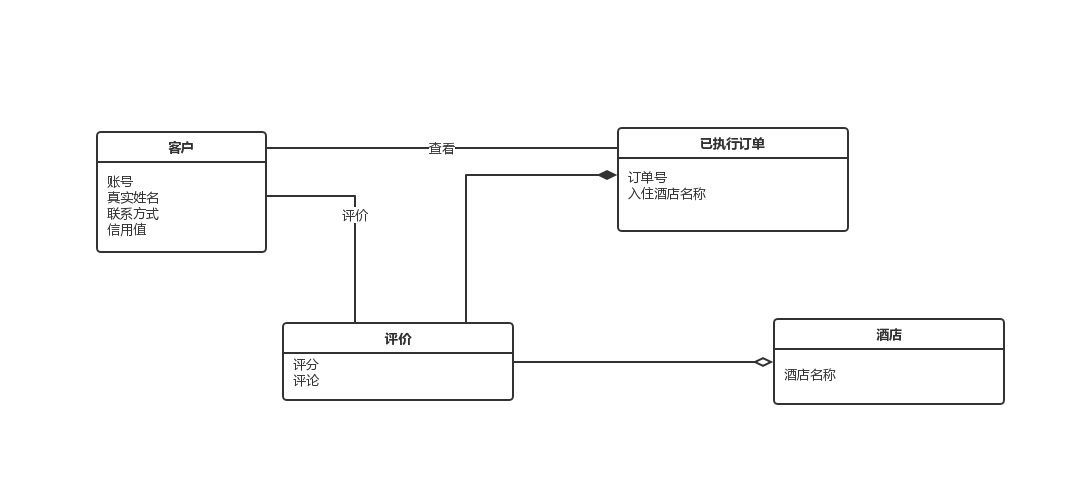 客户
账号
真实姓名
联系方式
信用值
查看
已执行订单
订单号
入住酒店名称
评价
评价
评分
评论
酒店
酒店名称